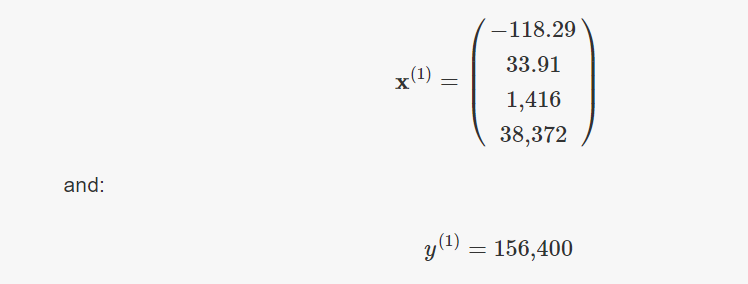 x^(1) = (−118.29
33.91
1,416
38,372)
and:
y^(1) = 156,400